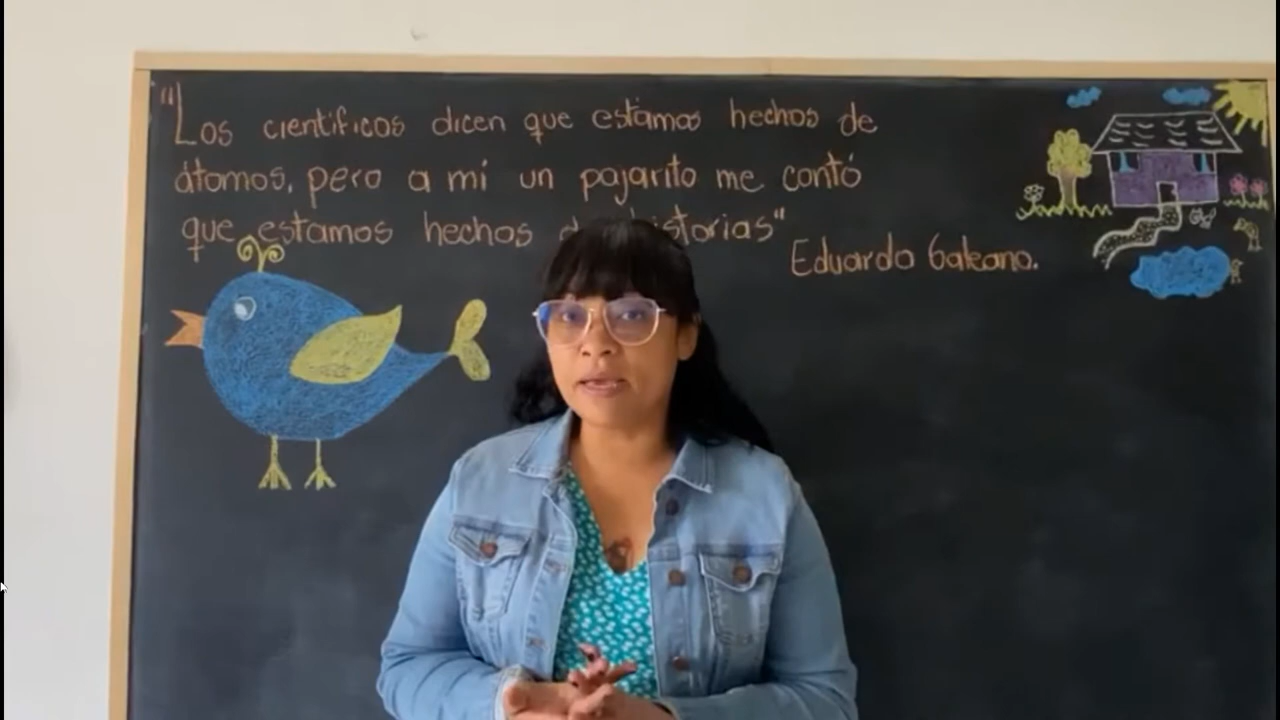 "Los cientificos dicen que estamos hechos de
átomos, pero a mí un pajarito me contó
que estamos hechos historias"
Eduardo Galeano.